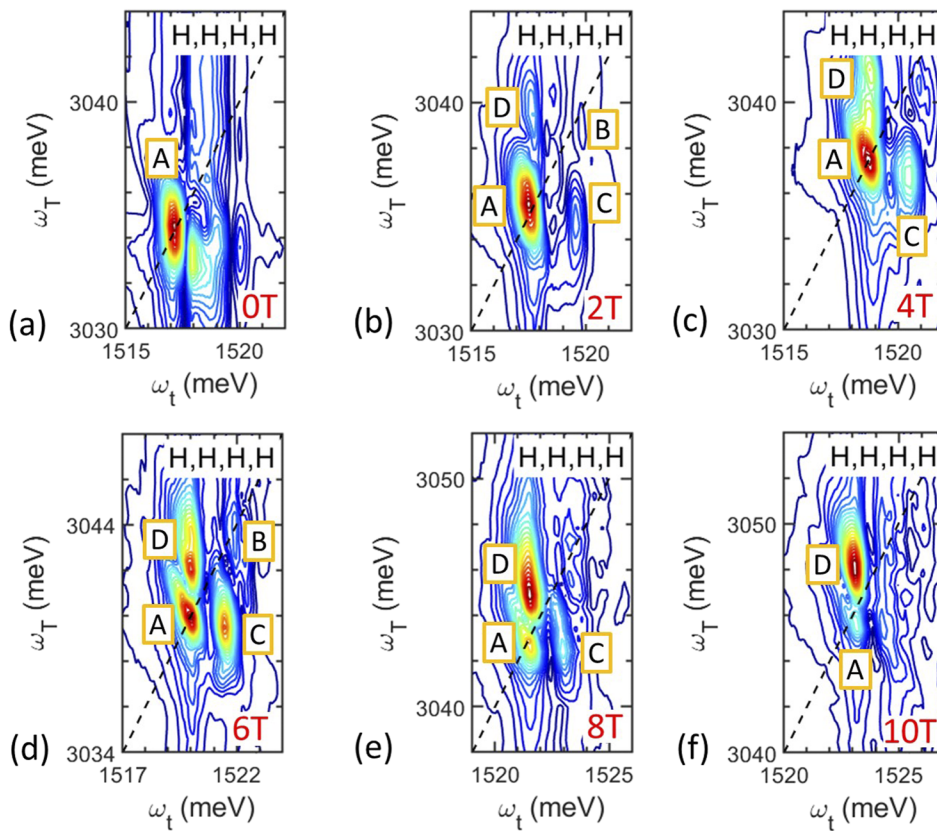 H,H,H,H
A
3040
ω_T (meV)
3030
0T
(a)
1515
1520
ω_t (meV)
H,H,H,H
D
B
3040
A
C
ω_T (meV)
3030
2T
(b)
1515
1520
ω_t (meV)
H,H,H,H
D
3040
A
C
ω_T (meV)
3030
4T
(c)
1515
1520
ω_t (meV)
H,H,H,H
3044
D
B
A
C
ω_T (meV)
3034
6T
(d)
1517
1522
ω_t (meV)
H,H,H,H
3050
D
A
C
ω_T (meV)
3040
8T
(e)
1520
1525
ω_t (meV)
H,H,H,H
3050
D
A
ω_T (meV)
3040
10T
(f)
1520
1525
ω_t (meV)